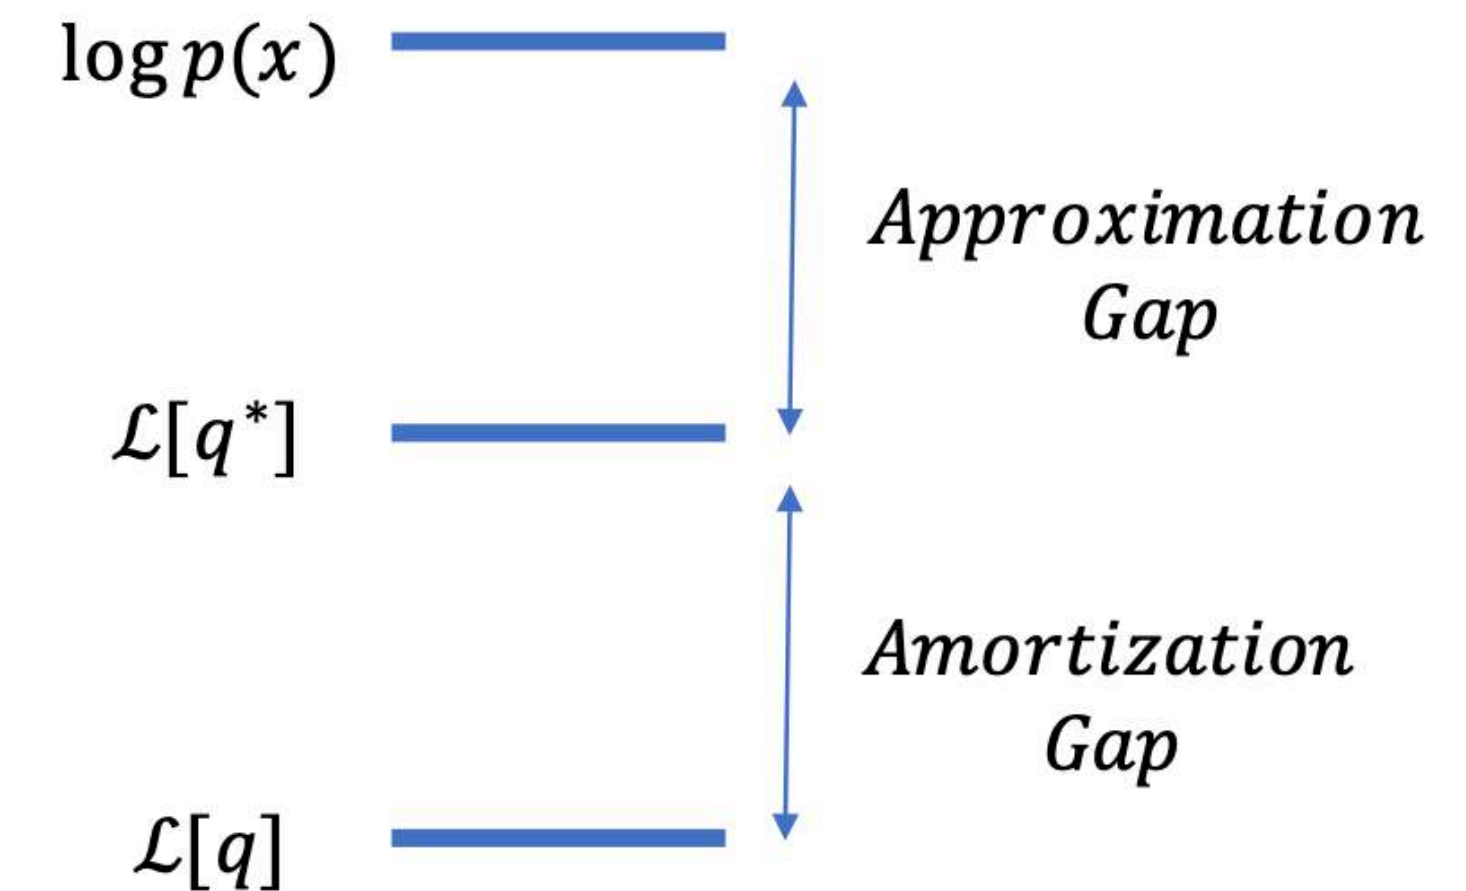 log p(x)
Approximation
Gap
ℒ[q*]
Amortization
Gap
ℒ[q]